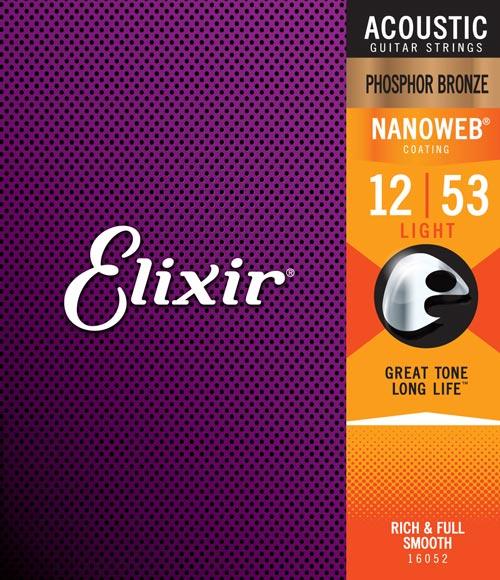 Elixir®
ACOUSTIC
GUITAR STRINGS
PHOSPHOR BRONZE
NANOWEB®
COATING
12 | 53
LIGHT
GREAT TONE
LONG LIFE™
RICH & FULL
SMOOTH
16052